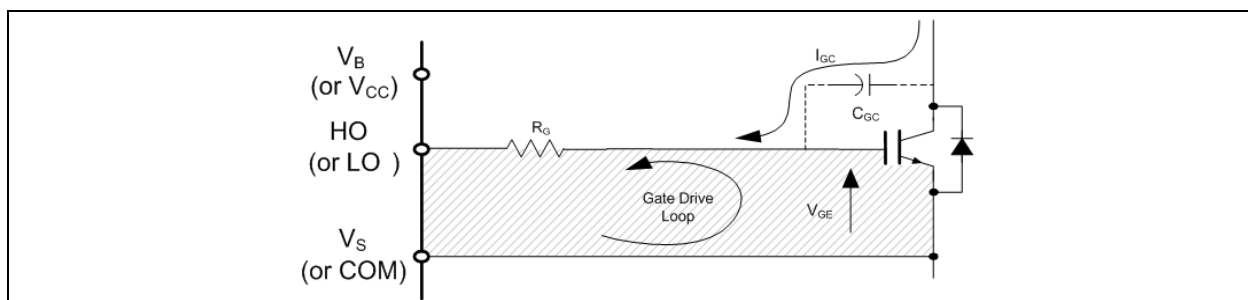 V_B
(or V_CC)
HO
(or LO )
V_S
(or COM)
R_G
I_GC
C_GC
Gate Drive
Loop
V_GE